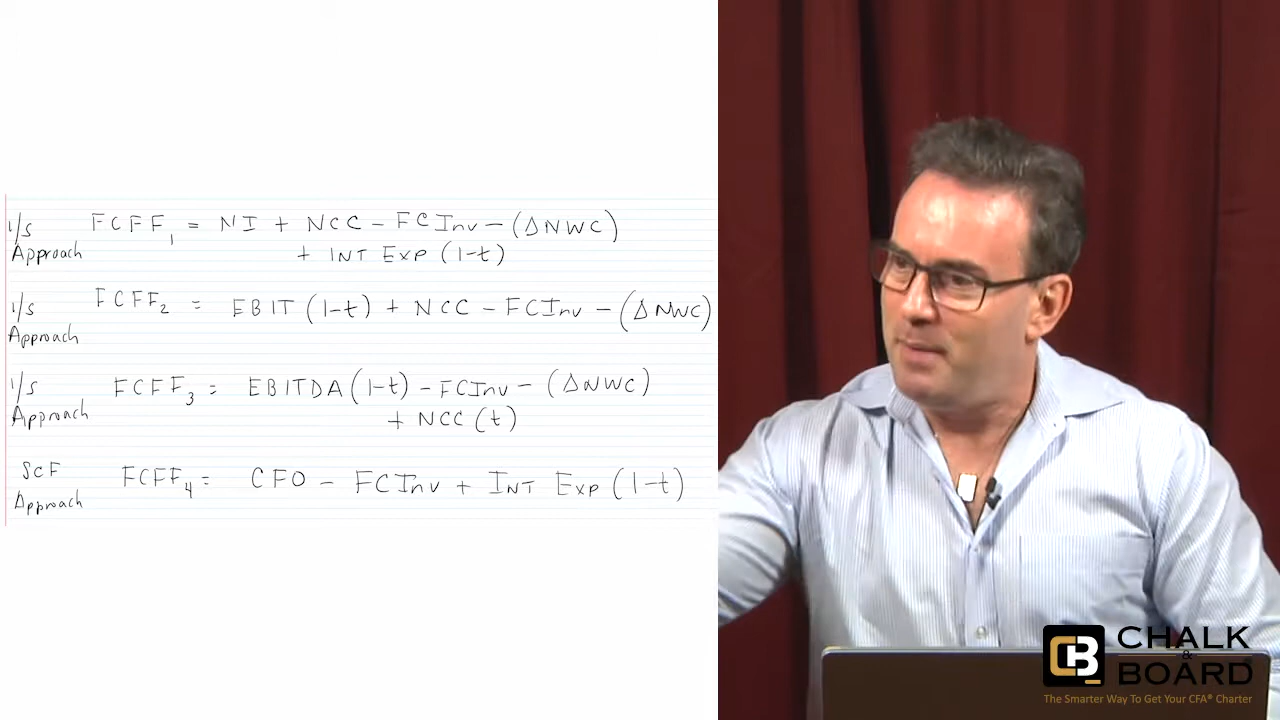 I/S Approach FCFF₁ = NI + NCC - FCInv - (ΔNWC)
+ INT EXP (1-t)
I/S Approach FCFF₂ = EBIT (1-t) + NCC - FCInv - (ΔNWC)
I/S Approach FCFF₃ = EBITDA (1-t) - FCInv - (ΔNWC)
+ NCC (t)
SCF Approach FCFF₄ = CFO - FCInv + INT EXP (1-t)
CB
CHALK
&
BOARD
The Smarter Way To Get Your CFA® Charter